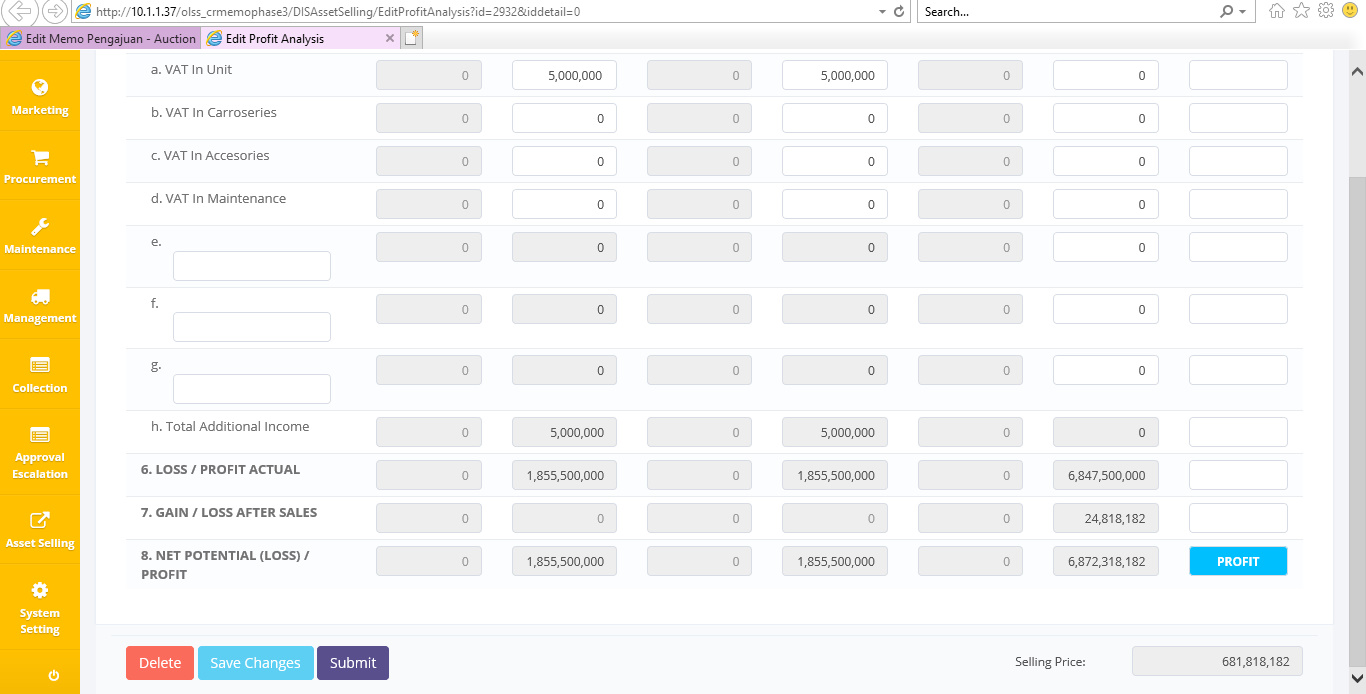 http://10.1.1.37/olss_crmemophase3/DISAssetSelling/EditProfitAnalysis?id=2932&iddetail=0
Search...
Edit Memo Pengajuan - Auction
Edit Profit Analysis
Marketing
Procurement
Maintenance
Management
Collection
Approval
Escalation
Asset Selling
System
Setting
a. VAT In Unit 0 5,000,000 0 5,000,000 0 0
b. VAT In Carroseries 0 0 0 0 0 0
c. VAT In Accesories 0 0 0 0 0 0
d. VAT In Maintenance 0 0 0 0 0 0
e. 0 0 0 0 0 0
f. 0 0 0 0 0 0
g. 0 0 0 0 0 0
h. Total Additional Income 0 5,000,000 0 5,000,000 0 0
6. LOSS / PROFIT ACTUAL 0 1,855,500,000 0 1,855,500,000 0 6,847,500,000
7. GAIN / LOSS AFTER SALES 0 0 0 0 0 24,818,182
8. NET POTENTIAL (LOSS) / 0 1,855,500,000 0 1,855,500,000 0 6,872,318,182 PROFIT
PROFIT
Delete Save Changes Submit Selling Price: 681,818,182